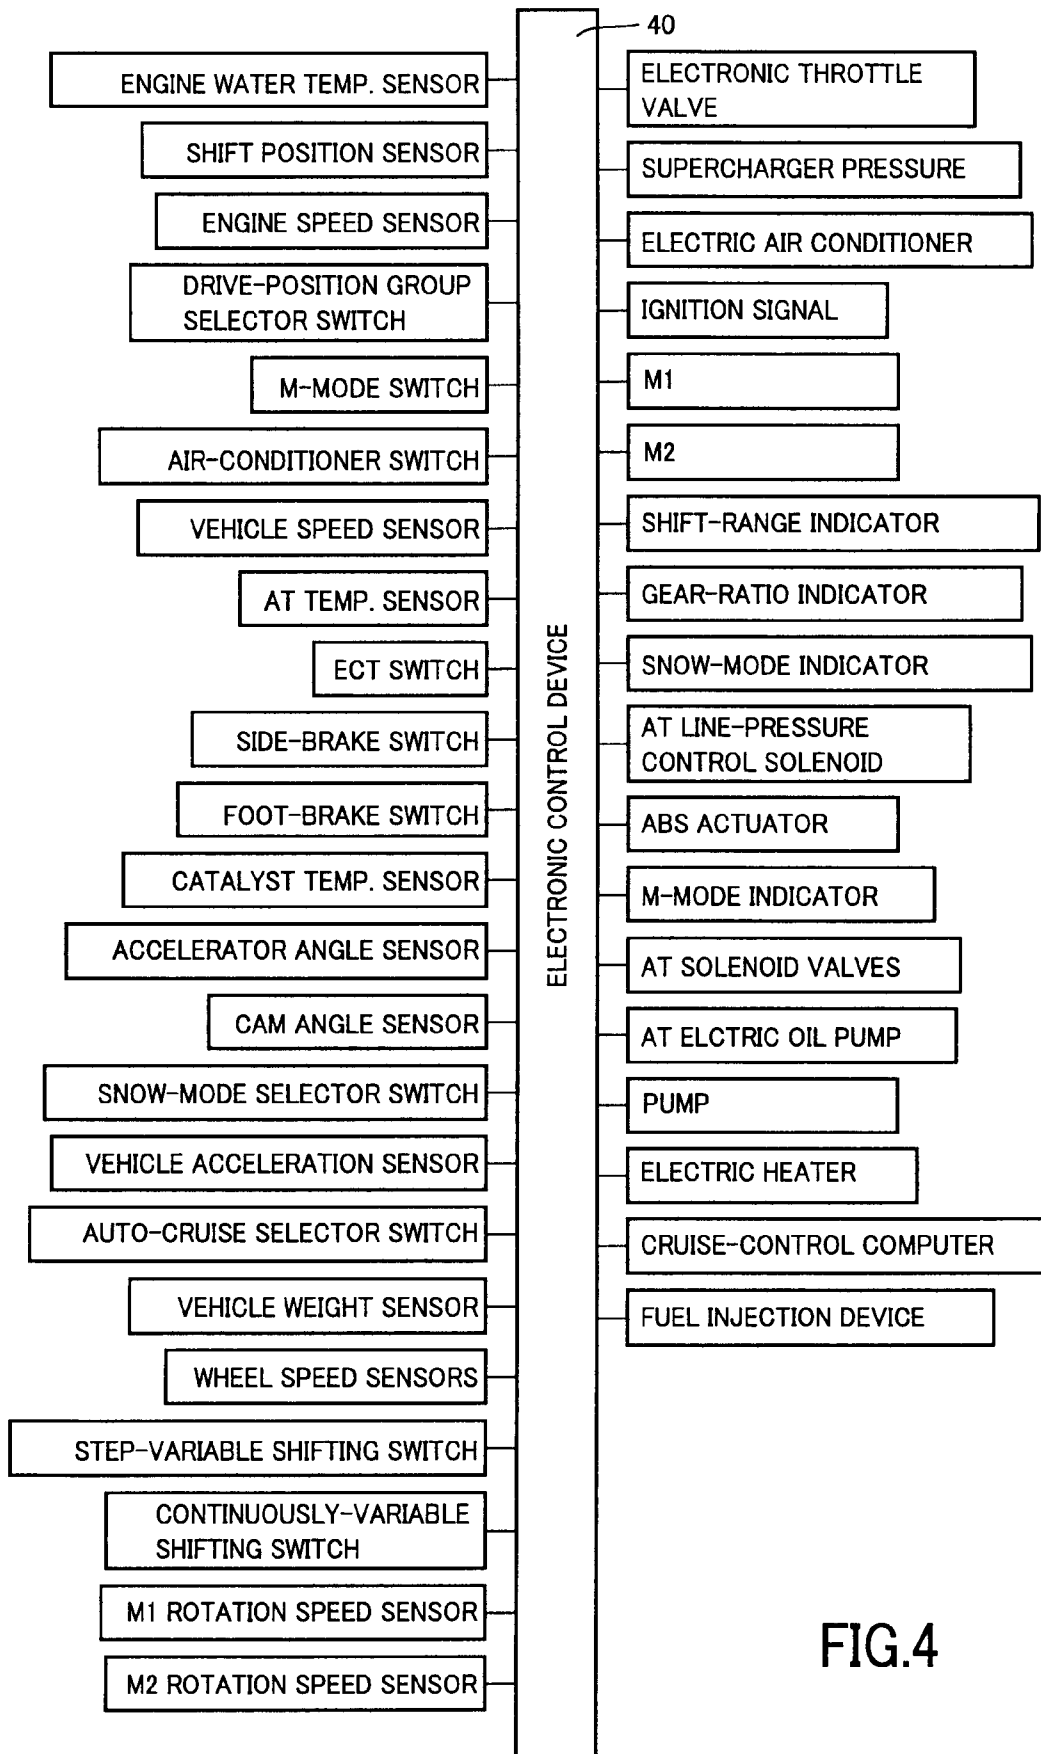 40
ENGINE WATER TEMP. SENSOR
SHIFT POSITION SENSOR
ENGINE SPEED SENSOR
DRIVE-POSITION GROUP
SELECTOR SWITCH
M-MODE SWITCH
AIR-CONDITIONER SWITCH
VEHICLE SPEED SENSOR
AT TEMP. SENSOR
ECT SWITCH
SIDE-BRAKE SWITCH
FOOT-BRAKE SWITCH
CATALYST TEMP. SENSOR
ACCELERATOR ANGLE SENSOR
CAM ANGLE SENSOR
SNOW-MODE SELECTOR SWITCH
VEHICLE ACCELERATION SENSOR
AUTO-CRUISE SELECTOR SWITCH
VEHICLE WEIGHT SENSOR
WHEEL SPEED SENSORS
STEP-VARIABLE SHIFTING SWITCH
CONTINUOUSLY-VARIABLE
SHIFTING SWITCH
M1 ROTATION SPEED SENSOR
M2 ROTATION SPEED SENSOR
ELECTRONIC CONTROL DEVICE
ELECTRONIC THROTTLE
VALVE
SUPERCHARGER PRESSURE
ELECTRIC AIR CONDITIONER
IGNITION SIGNAL
M1
M2
SHIFT-RANGE INDICATOR
GEAR-RATIO INDICATOR
SNOW-MODE INDICATOR
AT LINE-PRESSURE
CONTROL SOLENOID
ABS ACTUATOR
M-MODE INDICATOR
AT SOLENOID VALVES
AT ELCTRIC OIL PUMP
PUMP
ELECTRIC HEATER
CRUISE-CONTROL COMPUTER
FUEL INJECTION DEVICE
FIG.4